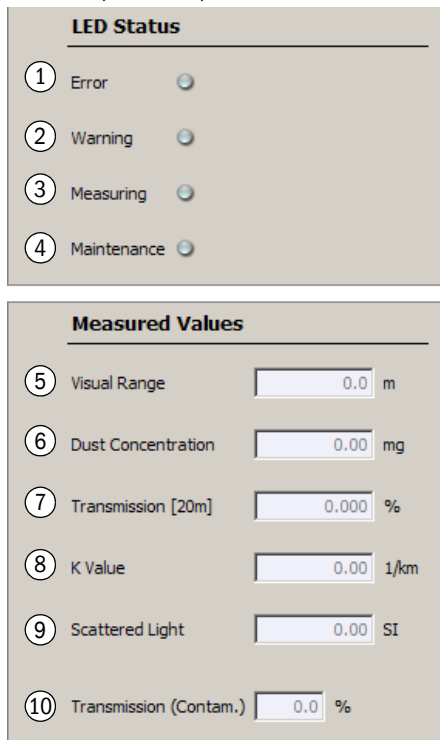 LED Status
1 Error
2 Warning
3 Measuring
4 Maintenance
Measured Values
5 Visual Range 0.0 m
6 Dust Concentration 0.00 mg
7 Transmission [20m] 0.000 %
8 K Value 0.00 1/km
9 Scattered Light 0.00 SI
10 Transmission (Contam.) 0.0 %